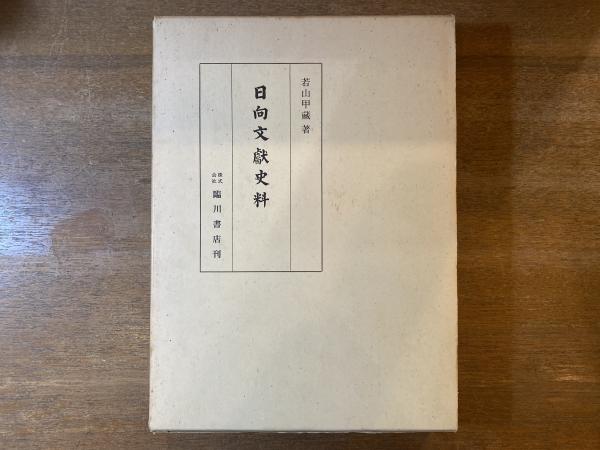 若山甲蔵著
日向文獻史料
株式会社 臨川書店刊